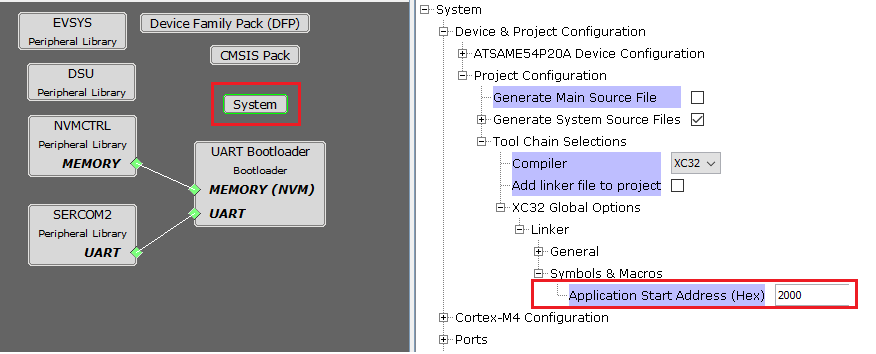 EVSYS
Peripheral Library
Device Family Pack (DFP)
CMSIS Pack
DSU
Peripheral Library
System
NVMCTRL
Peripheral Library
MEMORY
UART Bootloader
Bootloader
MEMORY (NVM)
UART
SERCOM2
Peripheral Library
UART
System
Device & Project Configuration
ATSAME54P20A Device Configuration
Project Configuration
Generate Main Source File
Generate System Source Files
Tool Chain Selections
Compiler XC32
Add linker file to project
XC32 Global Options
Linker
General
Symbols & Macros
Application Start Address (Hex) 2000
Cortex-M4 Configuration
Ports